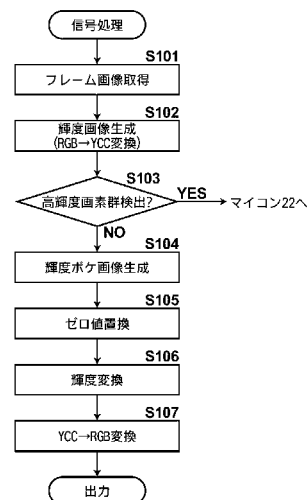 信号処理
S101
フレーム画像取得
S102
輝度画像生成
(RGB→YCC変換)
S103
高輝度画素群検出?
YES
マイコン22へ
NO
S104
輝度ボケ画像生成
S105
ゼロ値置換
S106
輝度変換
S107
YCC→RGB変換
出力